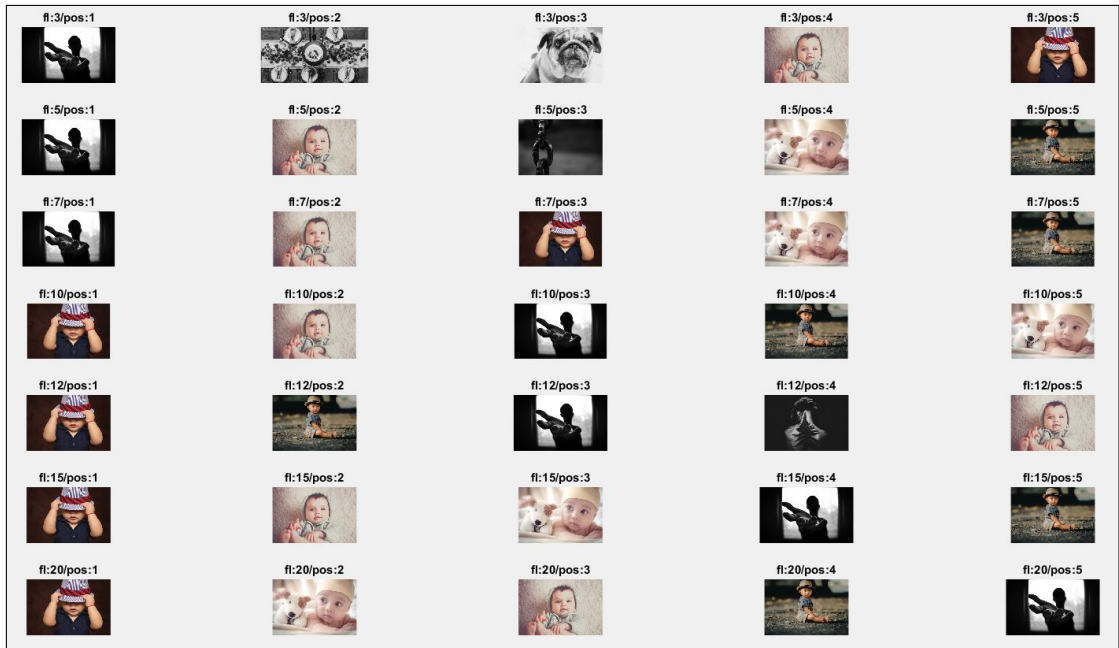 fl:3/pos:1 fl:3/pos:2 fl:3/pos:3 fl:3/pos:4 fl:3/pos:5
fl:5/pos:1 fl:5/pos:2 fl:5/pos:3 fl:5/pos:4 fl:5/pos:5
fl:7/pos:1 fl:7/pos:2 fl:7/pos:3 fl:7/pos:4 fl:7/pos:5
fl:10/pos:1 fl:10/pos:2 fl:10/pos:3 fl:10/pos:4 fl:10/pos:5
fl:12/pos:1 fl:12/pos:2 fl:12/pos:3 fl:12/pos:4 fl:12/pos:5
fl:15/pos:1 fl:15/pos:2 fl:15/pos:3 fl:15/pos:4 fl:15/pos:5
fl:20/pos:1 fl:20/pos:2 fl:20/pos:3 fl:20/pos:4 fl:20/pos:5